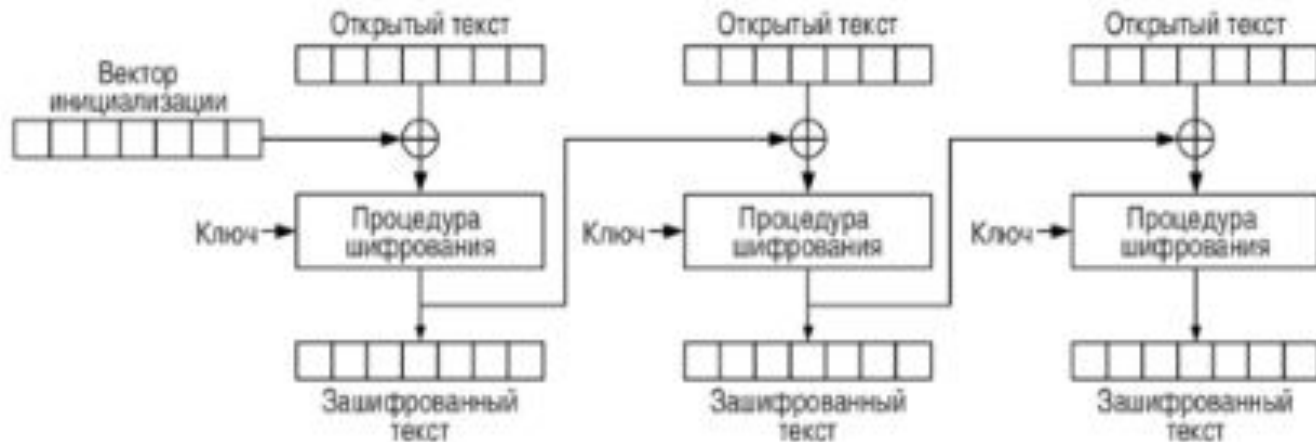 Открытый текст
Открытый текст
Открытый текст
Вектор
инициализации
Ключ
Процедура
шифрования
Ключ
Процедура
шифрования
Ключ
Процедура
шифрования
Зашифрованный
текст
Зашифрованный
текст
Зашифрованный
текст